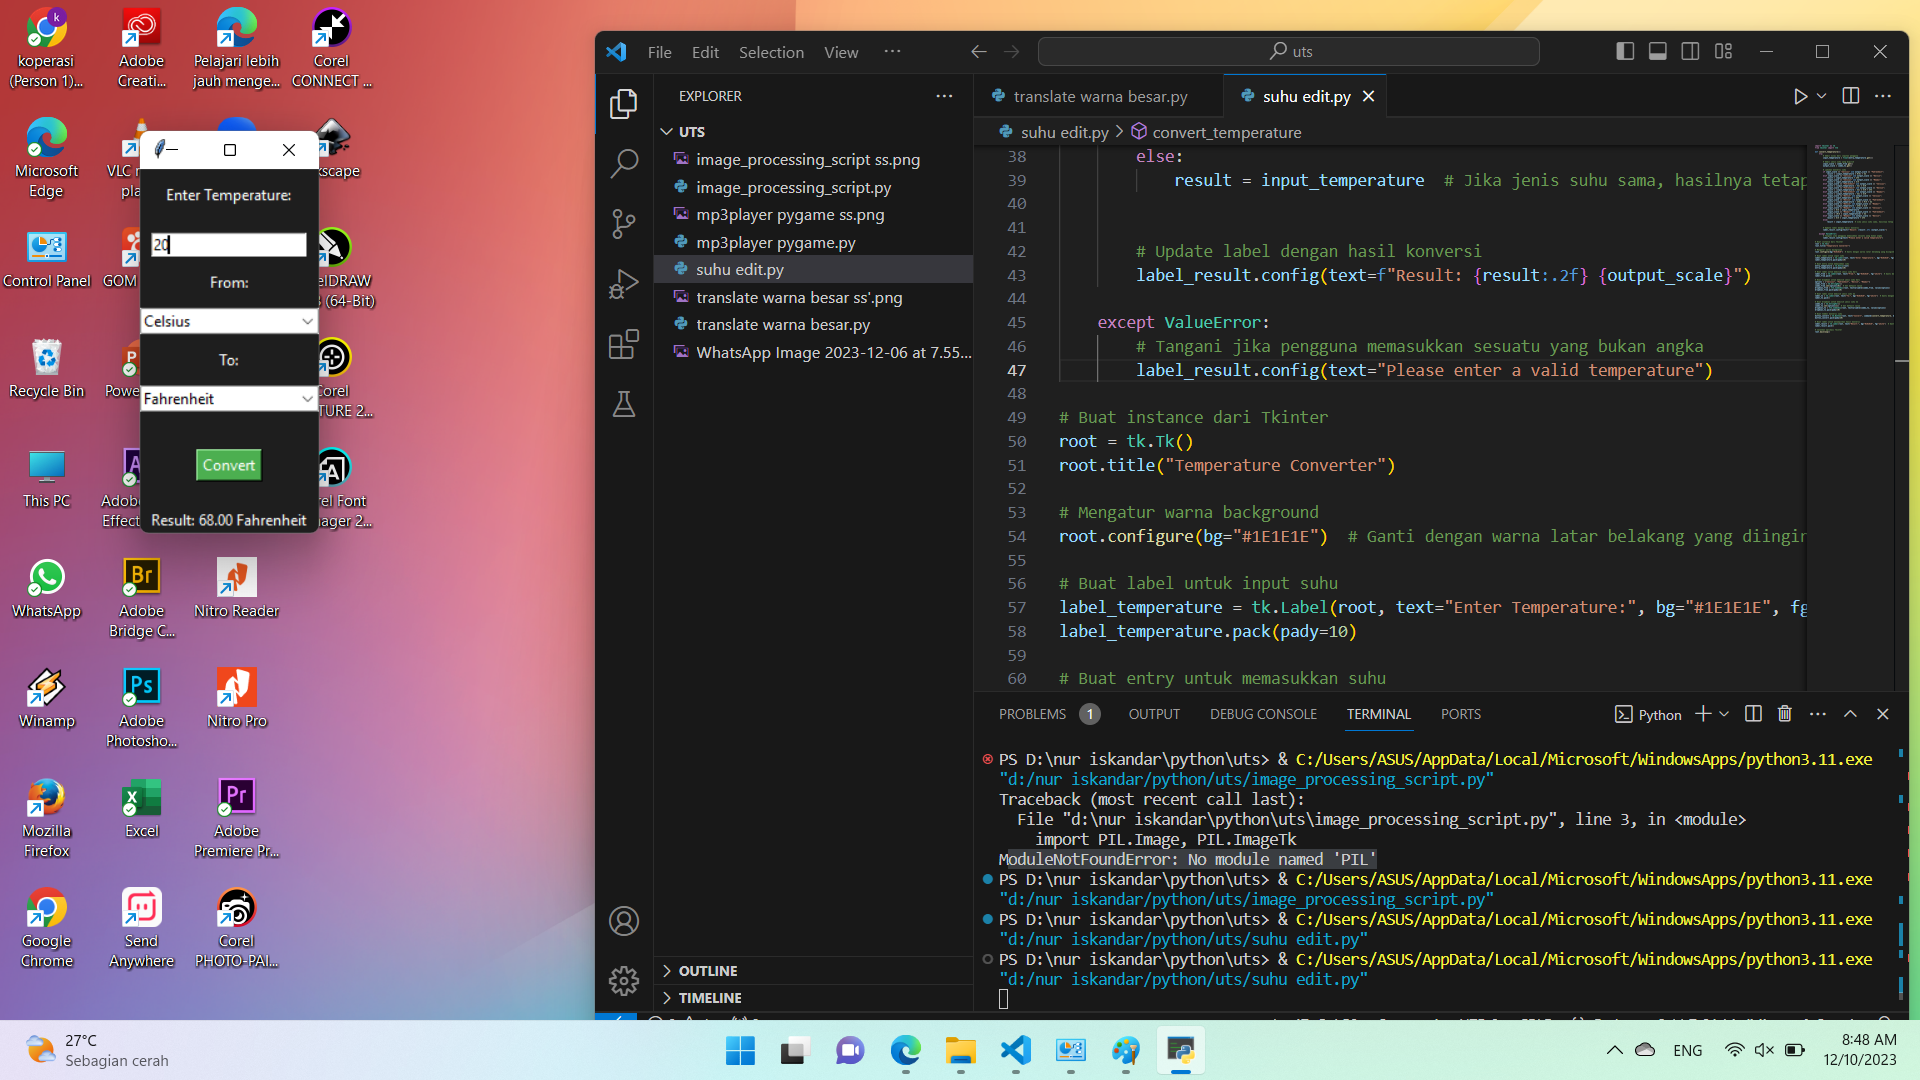 koperasi
(Person 1)...
Adobe
Creati...
Pelajari lebih
jauh menge...
Corel
CONNECT ...
Microsoft
Edge
VLC
pla
kscape
Control Panel
GOM
elDRAW
(64-Bit)
Recycle Bin
Powe
orel
TURE 2...
This PC
Adob
Effect
el Font
ager 2...
WhatsApp
Adobe
Bridge C...
Nitro Reader
Winamp
Adobe
Photosho...
Nitro Pro
Mozilla
Firefox
Excel
Adobe
Premiere Pr...
Google
Chrome
Send
Anywhere
Corel
PHOTO-PAI...
Enter Temperature:
20
From:
Celsius
To:
Fahrenheit
Convert
Result: 68.00 Fahrenheit
File Edit Selection View ...
uts
EXPLORER
UTS
image_processing_script ss.png
image_processing_script.py
mp3player pygame ss.png
mp3player pygame.py
suhu edit.py
translate warna besar ss'.png
translate warna besar.py
WhatsApp Image 2023-12-06 at 7.55...
OUTLINE
TIMELINE
translate warna besar.py
suhu edit.py
suhu edit.py > convert_temperature
38 else:
39 result = input_temperature # Jika jenis suhu sama, hasilnya tetap
40
41
42 # Update label dengan hasil konversi
43 label_result.config(text=f"Result: {result:.2f} {output_scale}")
44
45 except ValueError:
46 # Tangani jika pengguna memasukkan sesuatu yang bukan angka
47 label_result.config(text="Please enter a valid temperature")
48
49 # Buat instance dari Tkinter
50 root = tk.Tk()
51 root.title("Temperature Converter")
52
53 # Mengatur warna background
54 root.configure(bg="#1E1E1E") # Ganti dengan warna latar belakang yang diingin
55
56 # Buat label untuk input suhu
57 label_temperature = tk.Label(root, text="Enter Temperature:", bg="#1E1E1E", fg
58 label_temperature.pack(pady=10)
59
60 # Buat entry untuk memasukkan suhu
PROBLEMS 1 OUTPUT DEBUG CONSOLE TERMINAL PORTS
Python
PS D:\nur iskandar\python\uts> & C:/Users/ASUS/AppData/Local/Microsoft/WindowsApps/python3.11.exe
"d:/nur iskandar/python/uts/image_processing_script.py"
Traceback (most recent call last):
File "d:\nur iskandar\python\uts\image_processing_script.py", line 3, in <module>
import PIL.Image, PIL.ImageTk
ModuleNotFoundError: No module named 'PIL'
PS D:\nur iskandar\python\uts> & C:/Users/ASUS/AppData/Local/Microsoft/WindowsApps/python3.11.exe
"d:/nur iskandar/python/uts/image_processing_script.py"
PS D:\nur iskandar\python\uts> & C:/Users/ASUS/AppData/Local/Microsoft/WindowsApps/python3.11.exe
"d:/nur iskandar/python/uts/suhu edit.py"
PS D:\nur iskandar\python\uts> & C:/Users/ASUS/AppData/Local/Microsoft/WindowsApps/python3.11.exe
"d:/nur iskandar/python/uts/suhu edit.py"
27°C
Sebagian cerah
ENG
8:48 AM
12/10/2023